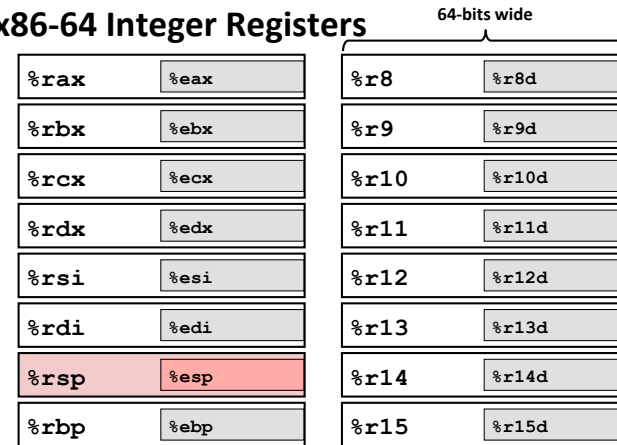 x86-64 Integer Registers
64-bits wide
%rax %eax %r8 %r8d
%rbx %ebx %r9 %r9d
%rcx %ecx %r10 %r10d
%rdx %edx %r11 %r11d
%rsi %esi %r12 %r12d
%rdi %edi %r13 %r13d
%rsp %esp %r14 %r14d
%rbp %ebp %r15 %r15d